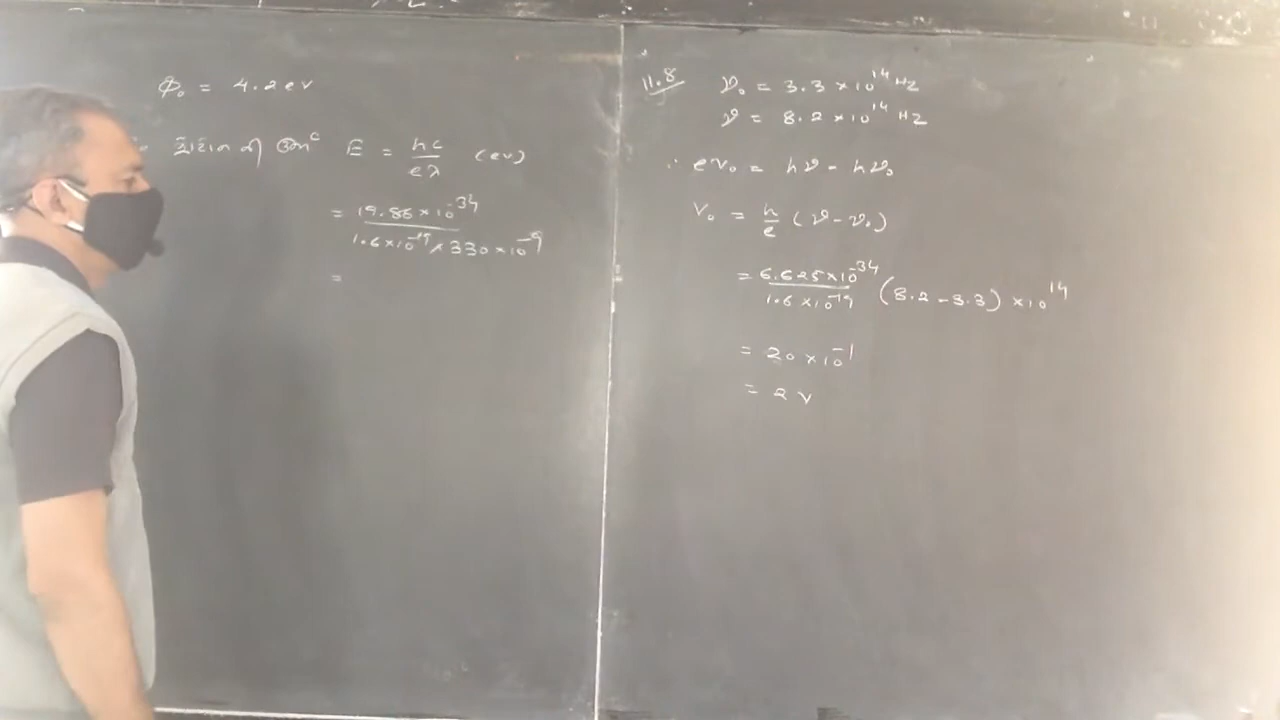 Φ₀ = 4.2 ev
E = hc/eλ (ev)
= 19.86 × 10⁻³⁴ / 1.6 × 10⁻¹⁹ × 330 × 10⁻⁹
=
11.8 ν₀ = 3.3 × 10¹⁴ Hz
ν = 8.2 × 10¹⁴ Hz
∴ eV₀ = hν - hν₀
V₀ = h/e (ν - ν₀)
= 6.625 × 10⁻³⁴ / 1.6 × 10⁻¹⁹ (8.2 - 3.3) × 10¹⁴
= 20 × 10⁻¹
= 2 V